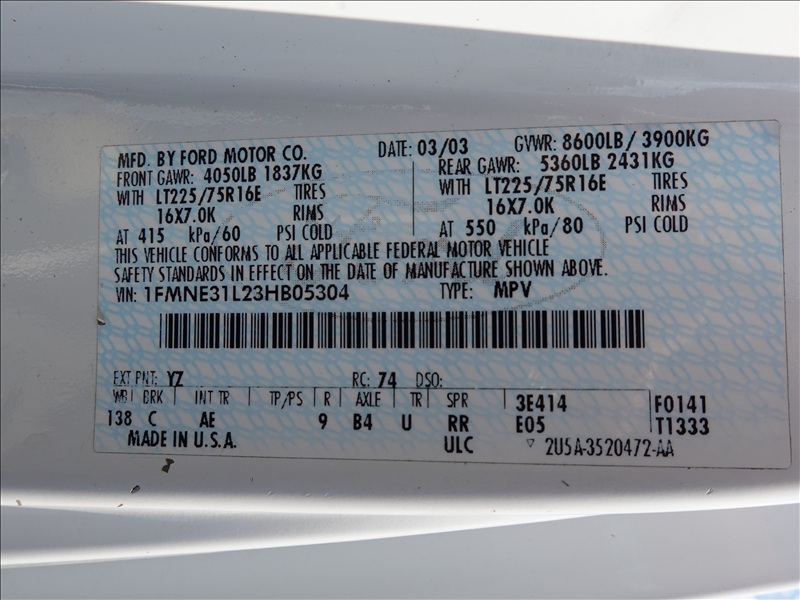 MFD. BY FORD MOTOR CO. DATE: 03/03 GVWR: 8600LB/ 3900KG
FRONT GAWR: 4050LB 1837KG REAR GAWR: 5360LB 2431KG
WITH LT225/75R16E TIRES WITH LT225/75R16E TIRES
16X7.0K RIMS 16X7.0K RIMS
AT 415 kPa/60 PSI COLD AT 550 kPa/80 PSI COLD
THIS VEHICLE CONFORMS TO ALL APPLICABLE FEDERAL MOTOR VEHICLE
SAFETY STANDARDS IN EFFECT ON THE DATE OF MANUFACTURE SHOWN ABOVE.
VIN: 1FMNE31L23HB05304 TYPE: MPV
EXT PNT: YZ RC: 74 DSO:
WB BRK INT TR TP/PS R AXLE TR SPR 3E414 F0141
138 C AE 9 B4 U RR E05 T1333
MADE IN U.S.A. ULC ▿ 2U5A-3520472-AA